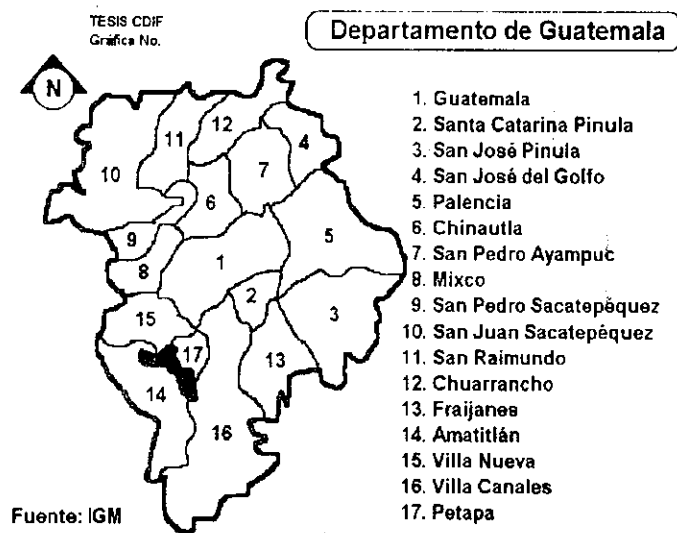 TESIS CDIF
Gráfica No.
Departamento de Guatemala
N
1. Guatemala
2. Santa Catarina Pinula
3. San José Pinula
4. San José del Golfo
5. Palencia
6. Chinautla
7. San Pedro Ayampuc
8. Mixco
9. San Pedro Sacatepéquez
10. San Juan Sacatepéquez
11. San Raimundo
12. Chuarrancho
13. Fraijanes
14. Amatitlán
15. Villa Nueva
16. Villa Canales
17. Petapa
12
11
4
10
7
6
9
5
8
1
2
3
15
17
13
14
16
Fuente: IGM